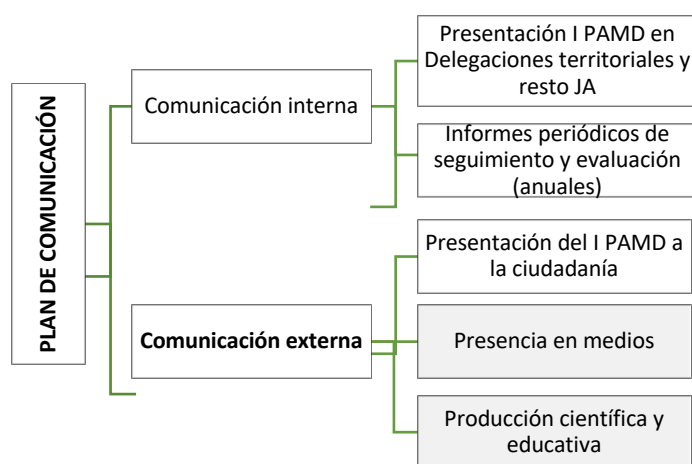 PLAN DE COMUNICACIÓN
Comunicación interna
Presentación I PAMD en
Delegaciones territoriales y
resto JA
Informes periódicos de
seguimiento y evaluación
(anuales)
Comunicación externa
Presentación del I PAMD a
la ciudadanía
Presencia en medios
Producción científica y
educativa